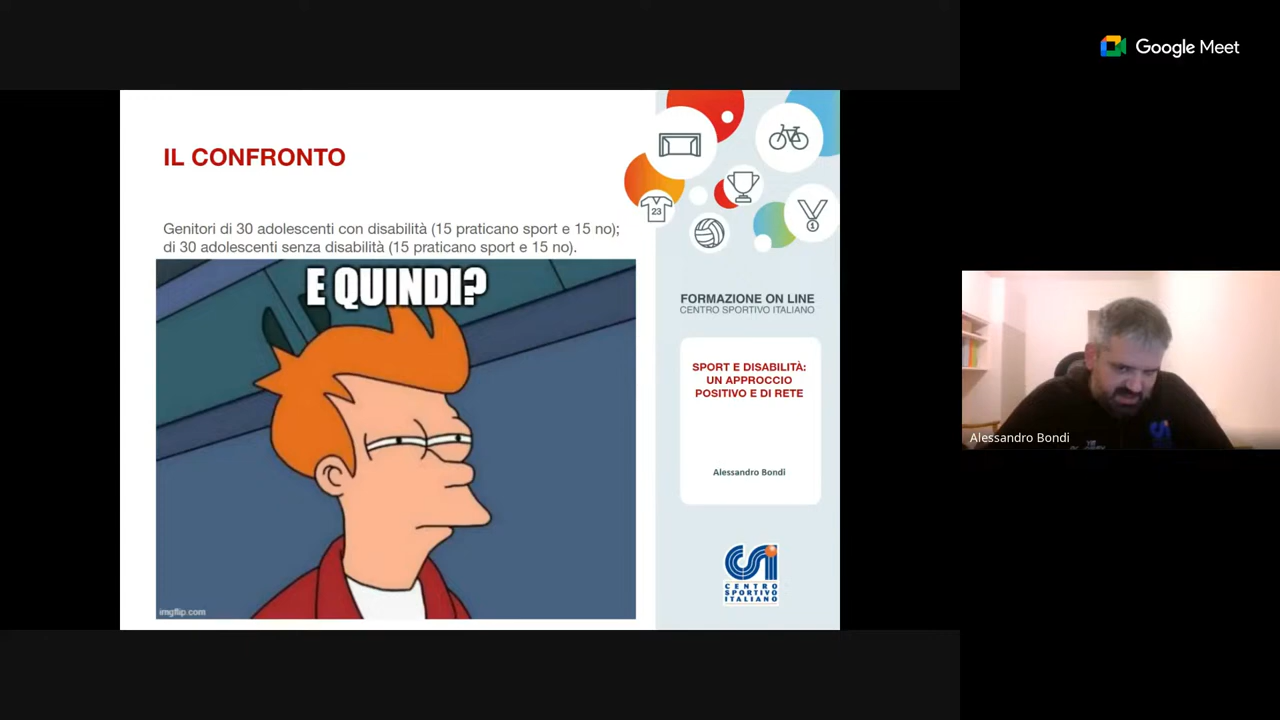 Google Meet
IL CONFRONTO
Genitori di 30 adolescenti con disabilità (15 praticano sport e 15 no);
di 30 adolescenti senza disabilità (15 praticano sport e 15 no).
E QUINDI?
imgflip.com
23
1
FORMAZIONE ON LINE
CENTRO SPORTIVO ITALIANO
SPORT E DISABILITÀ:
UN APPROCCIO
POSITIVO E DI RETE
Alessandro Bondi
CSI
CENTRO
SPORTIVO
ITALIANO
Alessandro Bondi